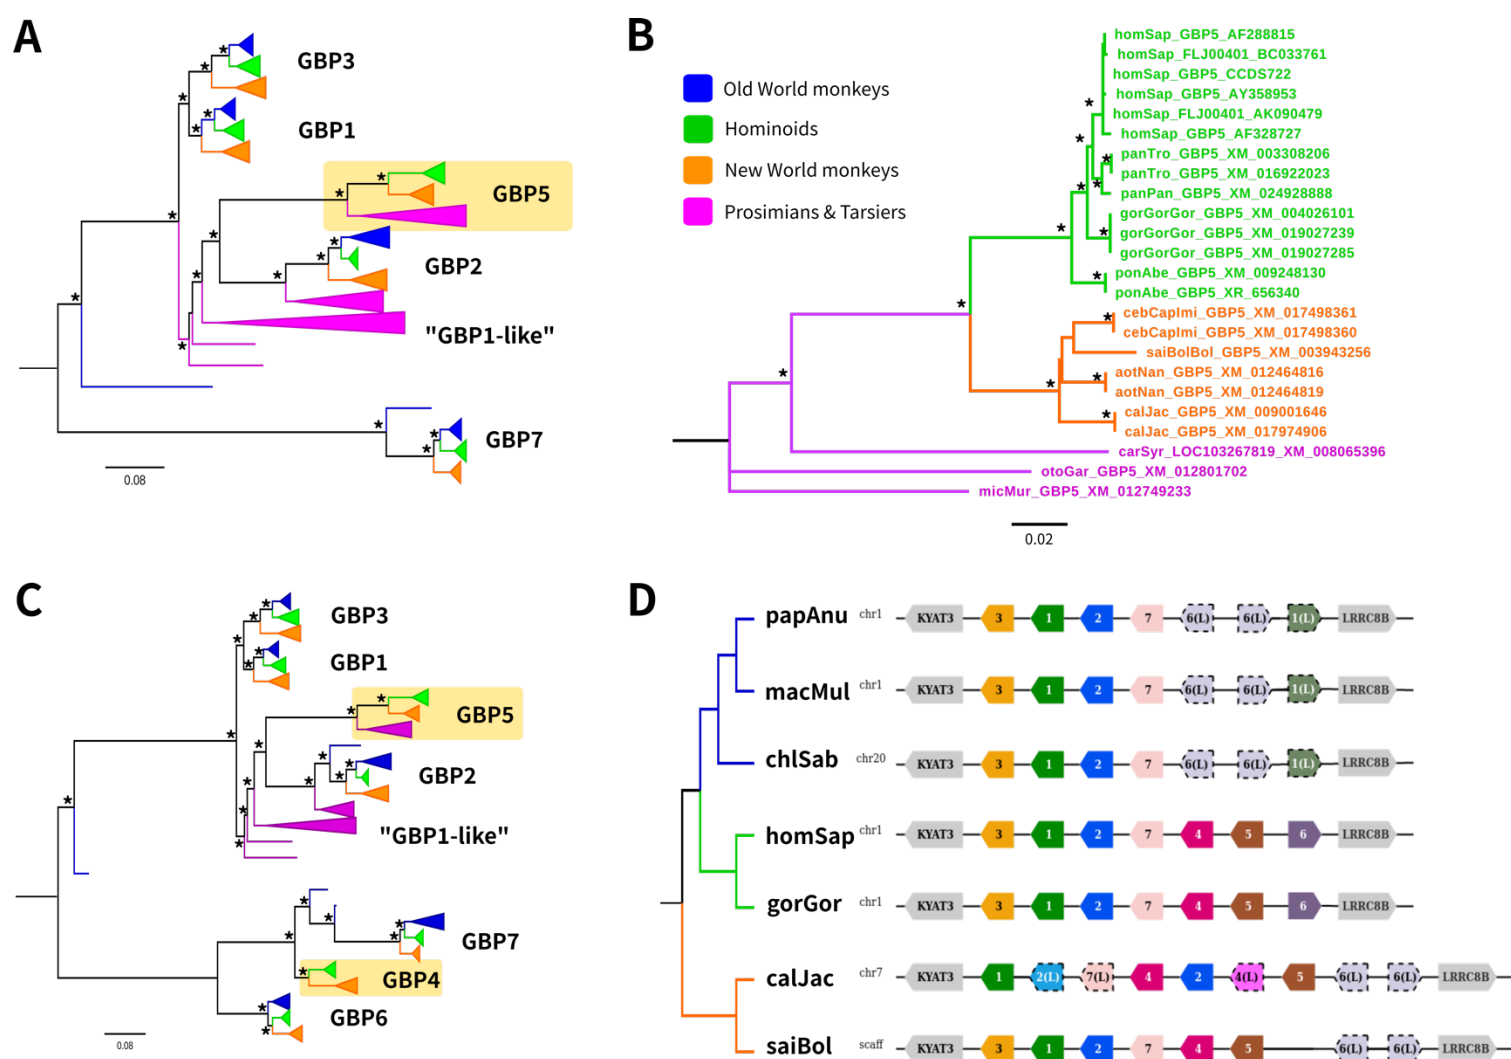 A
GBP3
GBP1
GBP5
GBP2
"GBP1-like"
GBP7
0.08
B
Old World monkeys
Hominoids
New World monkeys
Prosimians & Tarsiers
homSap_GBP5_AF288815
homSap_FLJ00401_BC033761
homSap_GBP5_CCDS722
homSap_GBP5_AY358953
homSap_FLJ00401_AK090479
homSap_GBP5_AF328727
panTro_GBP5_XM_003308206
panTro_GBP5_XM_016922023
panPan_GBP5_XM_024928888
gorGorGor_GBP5_XM_004026101
gorGorGor_GBP5_XM_019027239
gorGorGor_GBP5_XM_019027285
ponAbe_GBP5_XM_009248130
ponAbe_GBP5_XR_656340
cebCapImi_GBP5_XM_017498361
cebCapImi_GBP5_XM_017498360
saiBolBol_GBP5_XM_003943256
aotNan_GBP5_XM_012464816
aotNan_GBP5_XM_012464819
calJac_GBP5_XM_009001646
calJac_GBP5_XM_017974906
carSyr_LOC103267819_XM_008065396
otoGar_GBP5_XM_012801702
micMur_GBP5_XM_012749233
0.02
C
GBP3
GBP1
GBP5
GBP2
"GBP1-like"
GBP7
GBP4
GBP6
0.08
D
papAnu chr1 KYAT3 3 1 2 7 6(L) 6(L) 1(L) LRRC8B
macMul chr1 KYAT3 3 1 2 7 6(L) 6(L) 1(L) LRRC8B
chlSab chr20 KYAT3 3 1 2 7 6(L) 6(L) 1(L) LRRC8B
homSap chr1 KYAT3 3 1 2 7 4 5 6 LRRC8B
gorGor chr1 KYAT3 3 1 2 7 4 5 6 LRRC8B
calJac chr7 KYAT3 1 2(L) 7(L) 4 2 4(L) 5 6(L) 6(L) LRRC8B
saiBol scaff KYAT3 3 1 2 7 4 5 6(L) 6(L) LRRC8B